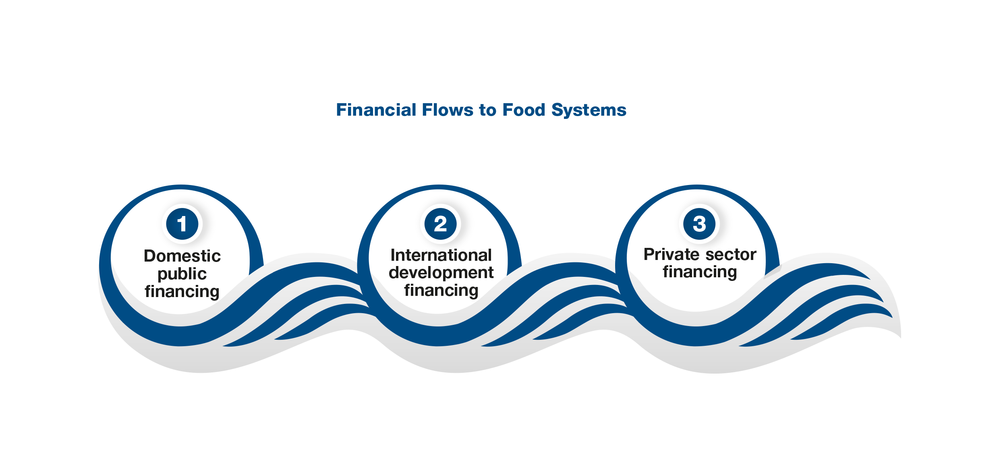 Financial Flows to Food Systems
1
Domestic
public
financing
2
International
development
financing
3
Private sector
financing